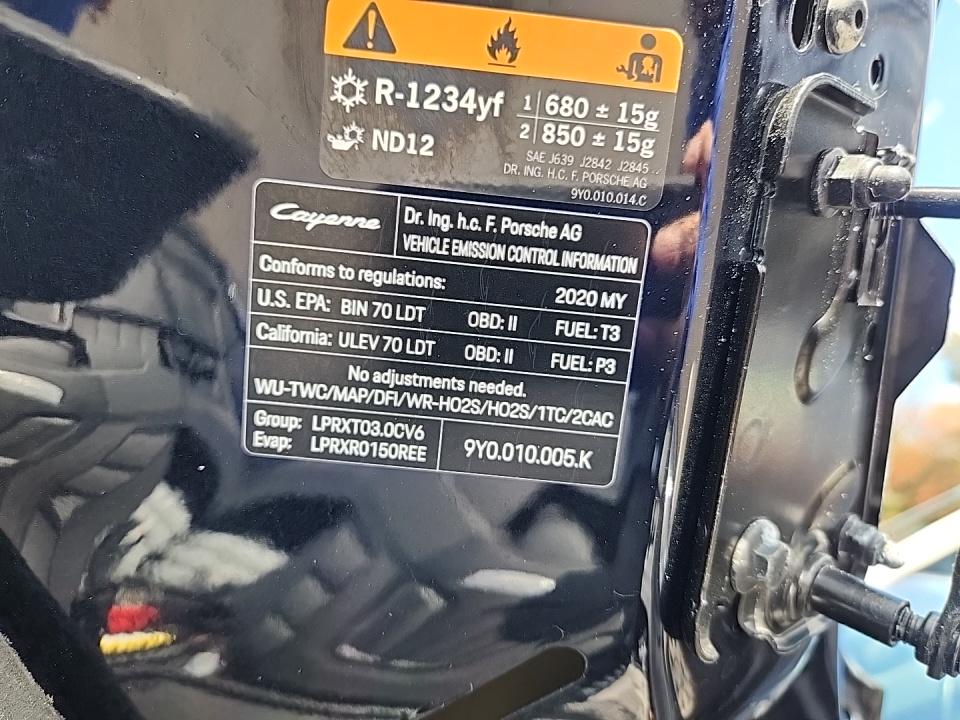 R-1234yf 1 680 ± 15g
ND12 2 850 ± 15g
SAE J639 J2842 J2845
DR. ING. H.C. F. PORSCHE AG
9Y0.010.014.C
Cayenne Dr. Ing. h.c. F. Porsche AG
VEHICLE EMISSION CONTROL INFORMATION
Conforms to regulations: 2020 MY
U.S. EPA: BIN 70 LDT OBD: II FUEL: T3
California: ULEV 70 LDT OBD: II FUEL: P3
No adjustments needed.
WU-TWC/MAP/DFI/WR-HO2S/HO2S/1TC/2CAC
Group: LPRXT03.0CV6
Evap: LPRXR0150REE 9Y0.010.005.K